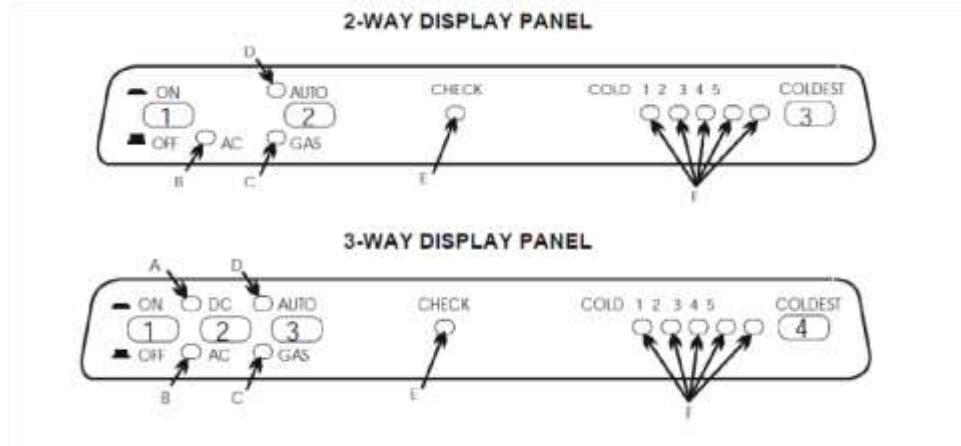 2-WAY DISPLAY PANEL
D
ON AUTO CHECK COLD 1 2 3 4 5 COLDEST
1 2 3
OFF AC GAS
B C E F
3-WAY DISPLAY PANEL
A D
ON DC AUTO CHECK COLD 1 2 3 4 5 COLDEST
1 2 3 4
OFF AC GAS
B C E F